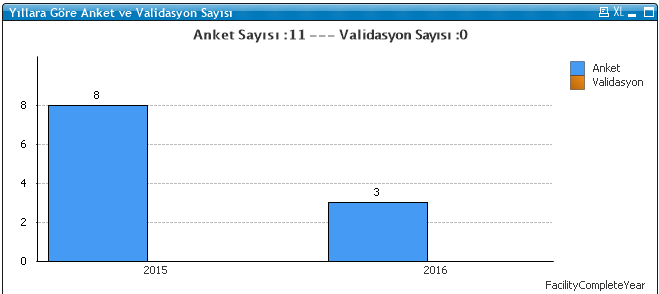 Yıllara Göre Anket ve Validasyon Sayısı
XL
Anket Sayısı :11 --- Validasyon Sayısı :0
Anket
Validasyon
8
6
4
2
0
8
3
2015
2016
FacilityCompleteYear